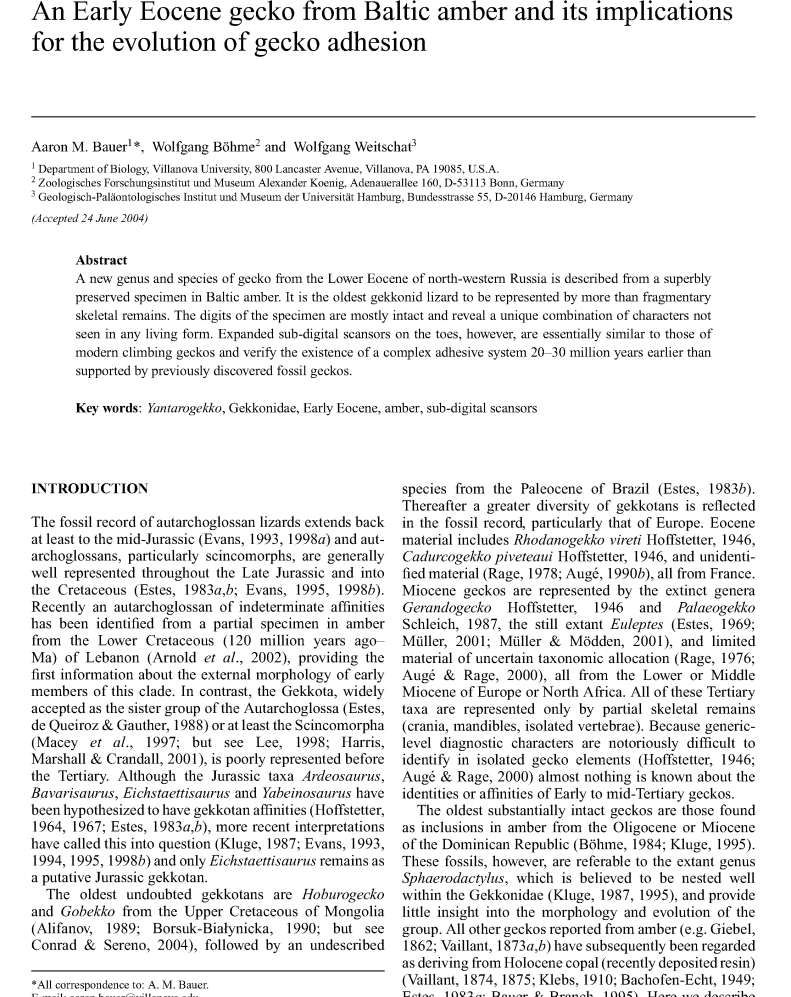 An Early Eocene gecko from Baltic amber and its implications
for the evolution of gecko adhesion
Aaron M. Bauer1*, Wolfgang Böhme2 and Wolfgang Weitschat3
1 Department of Biology, Villanova University, 800 Lancaster Avenue, Villanova, PA 19085, U.S.A.
2 Zoologisches Forschungsinstitut und Museum Alexander Koenig, Adenauerallee 160, D-53113 Bonn, Germany
3 Geologisch-Paläontologisches Institut und Museum der Universität Hamburg, Bundesstrasse 55, D-20146 Hamburg, Germany
(Accepted 24 June 2004)
Abstract
A new genus and species of gecko from the Lower Eocene of north-western Russia is described from a superbly
preserved specimen in Baltic amber. It is the oldest gekkonid lizard to be represented by more than fragmentary
skeletal remains. The digits of the specimen are mostly intact and reveal a unique combination of characters not
seen in any living form. Expanded sub-digital scansors on the toes, however, are essentially similar to those of
modern climbing geckos and verify the existence of a complex adhesive system 20–30 million years earlier than
supported by previously discovered fossil geckos.
Key words: Yantarogekko, Gekkonidae, Early Eocene, amber, sub-digital scansors
INTRODUCTION
The fossil record of autarchoglossan lizards extends back
at least to the mid-Jurassic (Evans, 1993, 1998a) and aut-
archoglossans, particularly scincomorphs, are generally
well represented throughout the Late Jurassic and into
the Cretaceous (Estes, 1983a,b; Evans, 1995, 1998b).
Recently an autarchoglossan of indeterminate affinities
has been identified from a partial specimen in amber
from the Lower Cretaceous (120 million years ago–
Ma) of Lebanon (Arnold et al., 2002), providing the
first information about the external morphology of early
members of this clade. In contrast, the Gekkota, widely
accepted as the sister group of the Autarchoglossa (Estes,
de Queiroz & Gauther, 1988) or at least the Scincomorpha
(Macey et al., 1997; but see Lee, 1998; Harris,
Marshall & Crandall, 2001), is poorly represented before
the Tertiary. Although the Jurassic taxa Ardeosaurus,
Bavarisaurus, Eichstaettisaurus and Yabeinosaurus have
been hypothesized to have gekkotan affinities (Hoffstetter,
1964, 1967; Estes, 1983a,b), more recent interpretations
have called this into question (Kluge, 1987; Evans, 1993,
1994, 1995, 1998b) and only Eichstaettisaurus remains as
a putative Jurassic gekkotan.
The oldest undoubted gekkotans are Hoburogecko
and Gobekko from the Upper Cretaceous of Mongolia
(Alifanov, 1989; Borsuk-Białynicka, 1990; but see
Conrad & Sereno, 2004), followed by an undescribed
*All correspondence to: A. M. Bauer.
species from the Paleocene of Brazil (Estes, 1983b).
Thereafter a greater diversity of gekkotans is reflected
in the fossil record, particularly that of Europe. Eocene
material includes Rhodanogekko vireti Hoffstetter, 1946,
Cadurcogekko piveteaui Hoffstetter, 1946, and unidenti-
fied material (Rage, 1978; Augé, 1990b), all from France.
Miocene geckos are represented by the extinct genera
Gerandogecko Hoffstetter, 1946 and Palaeogekko
Schleich, 1987, the still extant Euleptes (Estes, 1969;
Müller, 2001; Müller & Mödden, 2001), and limited
material of uncertain taxonomic allocation (Rage, 1976;
Augé & Rage, 2000), all from the Lower or Middle
Miocene of Europe or North Africa. All of these Tertiary
taxa are represented only by partial skeletal remains
(crania, mandibles, isolated vertebrae). Because generic-
level diagnostic characters are notoriously difficult to
identify in isolated gecko elements (Hoffstetter, 1946;
Augé & Rage, 2000) almost nothing is known about the
identities or affinities of Early to mid-Tertiary geckos.
The oldest substantially intact geckos are those found
as inclusions in amber from the Oligocene or Miocene
of the Dominican Republic (Böhme, 1984; Kluge, 1995).
These fossils, however, are referable to the extant genus
Sphaerodactylus, which is believed to be nested well
within the Gekkonidae (Kluge, 1987, 1995), and provide
little insight into the morphology and evolution of the
group. All other geckos reported from amber (e.g. Giebel,
1862; Vaillant, 1873a,b) have subsequently been regarded
as deriving from Holocene copal (recently deposited resin)
(Vaillant, 1874, 1875; Klebs, 1910; Bachofen-Echt, 1949;
Estes, 1983a; Bauer & Branch, 1995). Here we describe